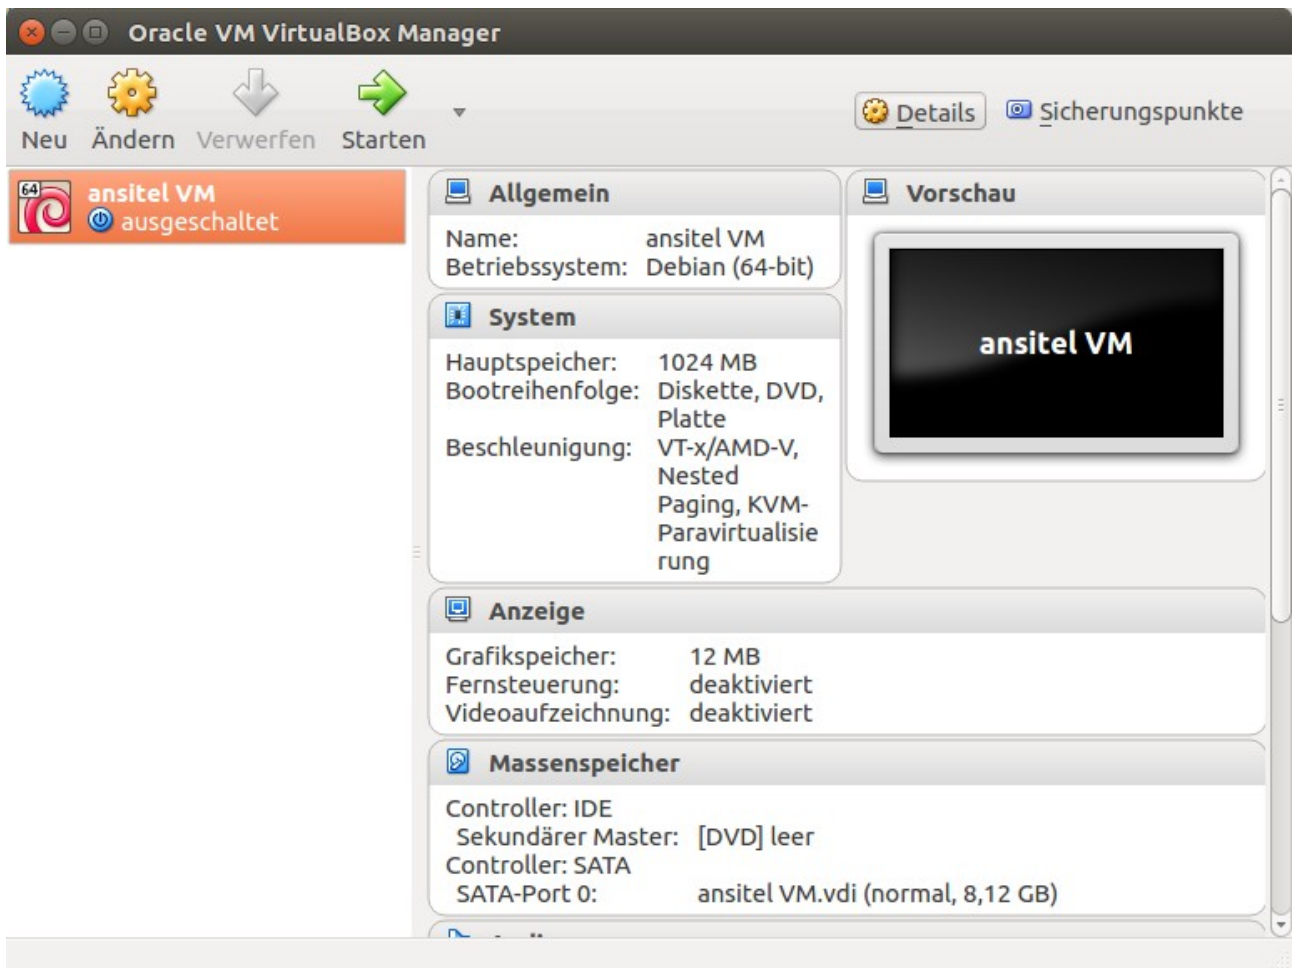 Oracle VM VirtualBox Manager
Neu Ändern Verwerfen Starten
Details Sicherungspunkte
64
ansitel VM
ausgeschaltet
Allgemein
Name: ansitel VM
Betriebssystem: Debian (64-bit)
System
Hauptspeicher: 1024 MB
Bootreihenfolge: Diskette, DVD,
Platte
Beschleunigung: VT-x/AMD-V,
Nested
Paging, KVM-
Paravirtualisie
rung
Vorschau
ansitel VM
Anzeige
Grafikspeicher: 12 MB
Fernsteuerung: deaktiviert
Videoaufzeichnung: deaktiviert
Massenspeicher
Controller: IDE
Sekundärer Master: [DVD] leer
Controller: SATA
SATA-Port 0: ansitel VM.vdi (normal, 8,12 GB)